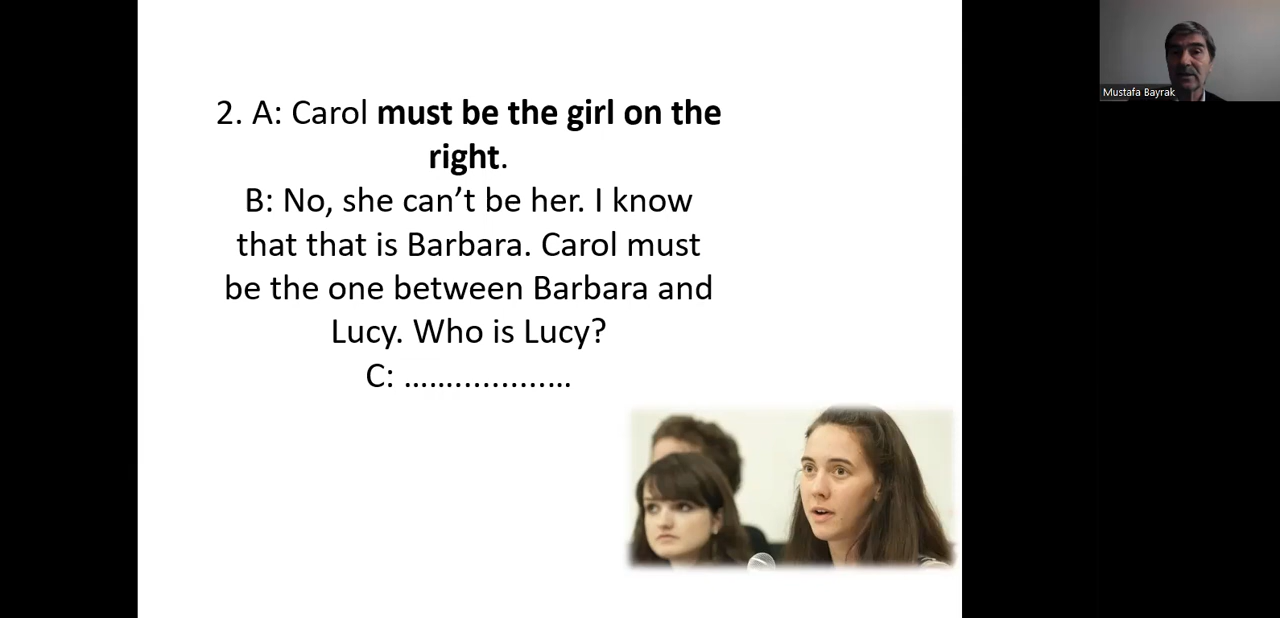 2. A: Carol must be the girl on the
right.
B: No, she can’t be her. I know
that that is Barbara. Carol must
be the one between Barbara and
Lucy. Who is Lucy?
C: ...…............…
Mustafa Bayrak